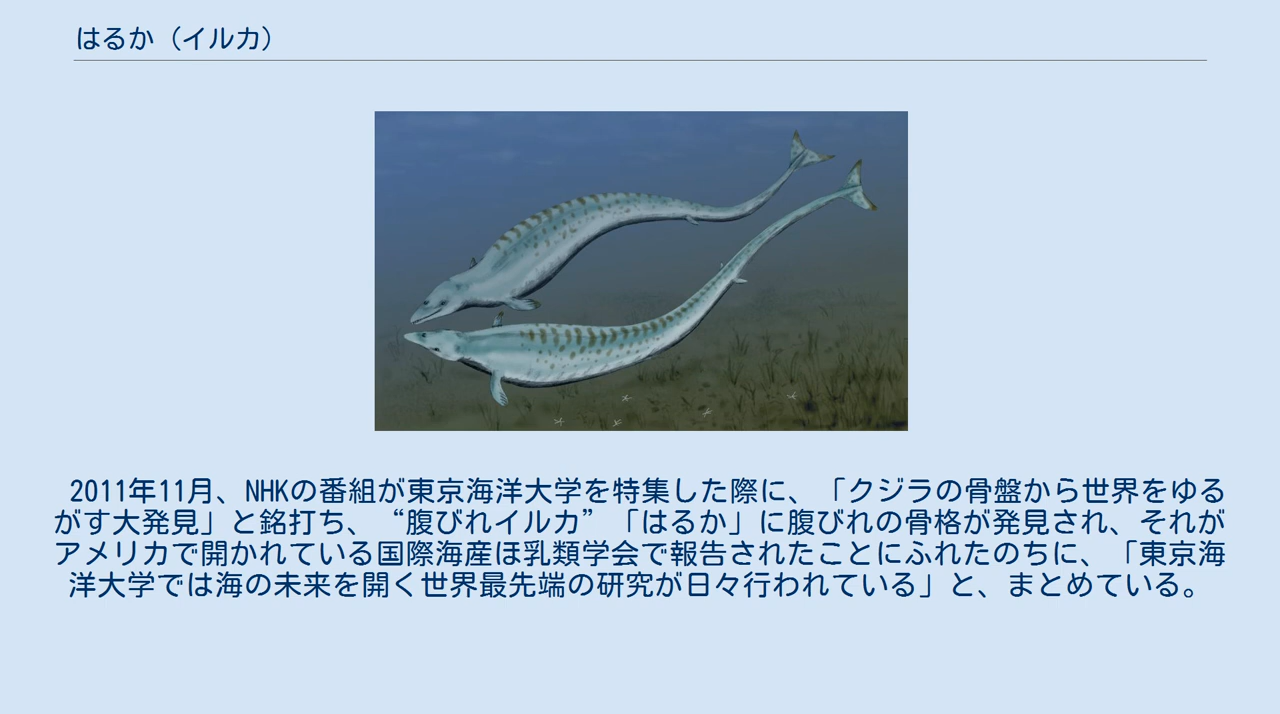 はるか（イルカ）
2011年11月、NHKの番組が東京海洋大学を特集した際に、「クジラの骨盤から世界をゆる
がす大発見」と銘打ち、“腹びれイルカ”「はるか」に腹びれの骨格が発見され、それが
アメリカで開かれている国際海産ほ乳類学会で報告されたことにふれたのちに、「東京海
洋大学では海の未来を開く世界最先端の研究が日々行われている」と、まとめている。